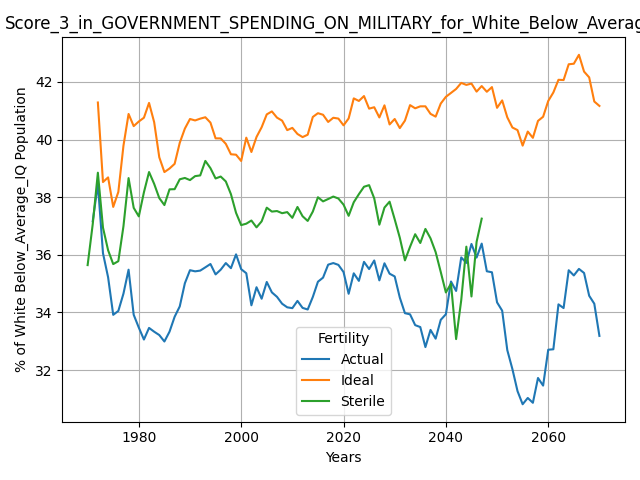 Score_3_in_GOVERNMENT_SPENDING_ON_MILITARY_for_White_Below_Averag
% of White Below_Average_IQ Population
42
40
38
36
34
32
Fertility
Actual
Ideal
Sterile
1980
2000
2020
2040
2060
Years